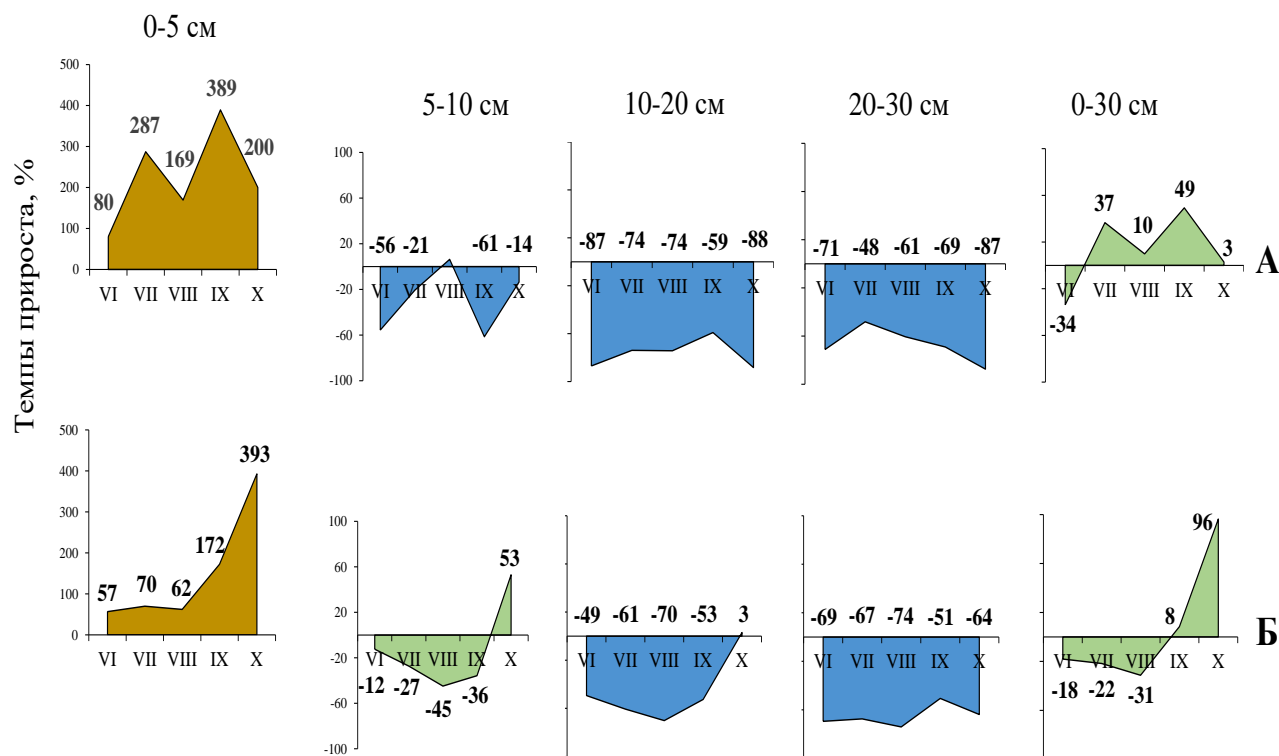 0-5 см
5-10 см
10-20 см
20-30 см
0-30 см
Темпы прироста, %
500
400
300
200
100
0
80
287
169
389
200
VI VII VIII IX X
100
60
20
-20
-60
-100
-56 -21 -61 -14
VI VII VIII IX X
-87 -74 -74 -59 -88
VI VII VIII IX X
-71 -48 -61 -69 -87
VI VII VIII IX X
-34
37
10
49
3
VI VII VIII IX X
А
500
400
300
200
100
0
57
70
62
172
393
VI VII VIII IX X
100
60
20
-20
-60
-100
-12
-27
-45
-36
53
VI VII VIII IX X
-49 -61 -70 -53 3
VI VII VIII IX X
-69 -67 -74 -51 -64
VI VII VIII IX X
-18
-22
-31
8
96
VI VII VIII IX X
Б